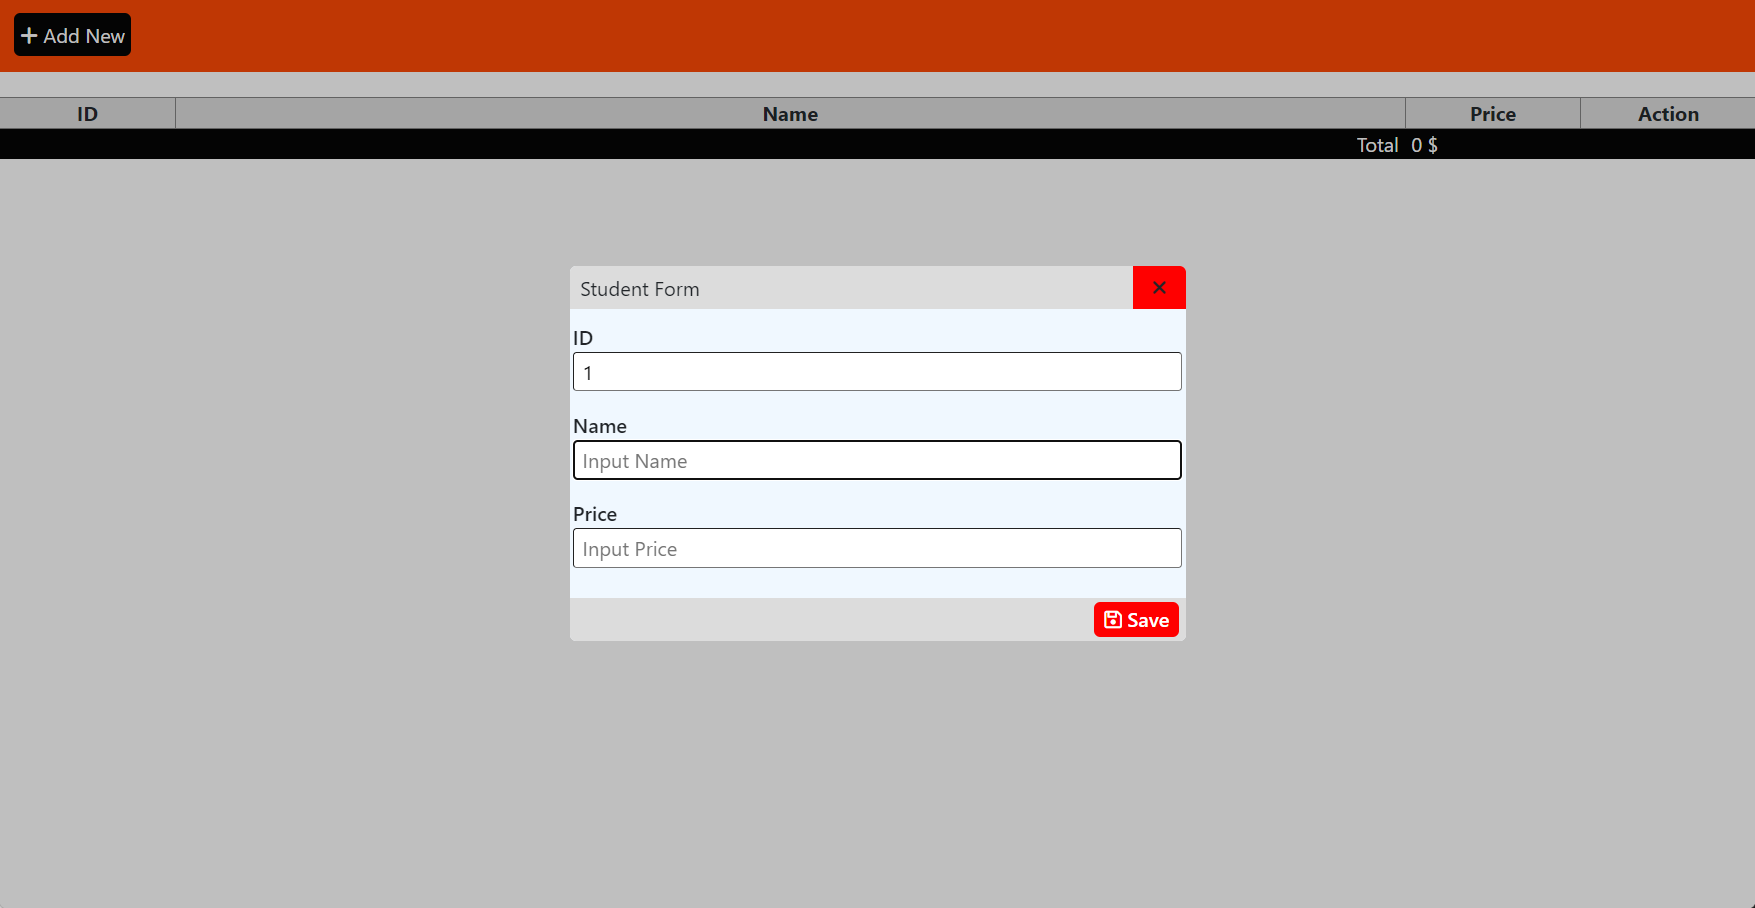 Add New
ID Name Price Action
Total 0 $
Student Form
ID
1
Name
Input Name
Price
Input Price
Save